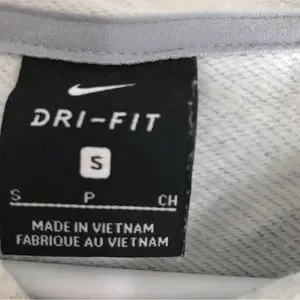 DRI-FIT
S
S P CH
MADE IN VIETNAM
FABRIQUE AU VIETNAM